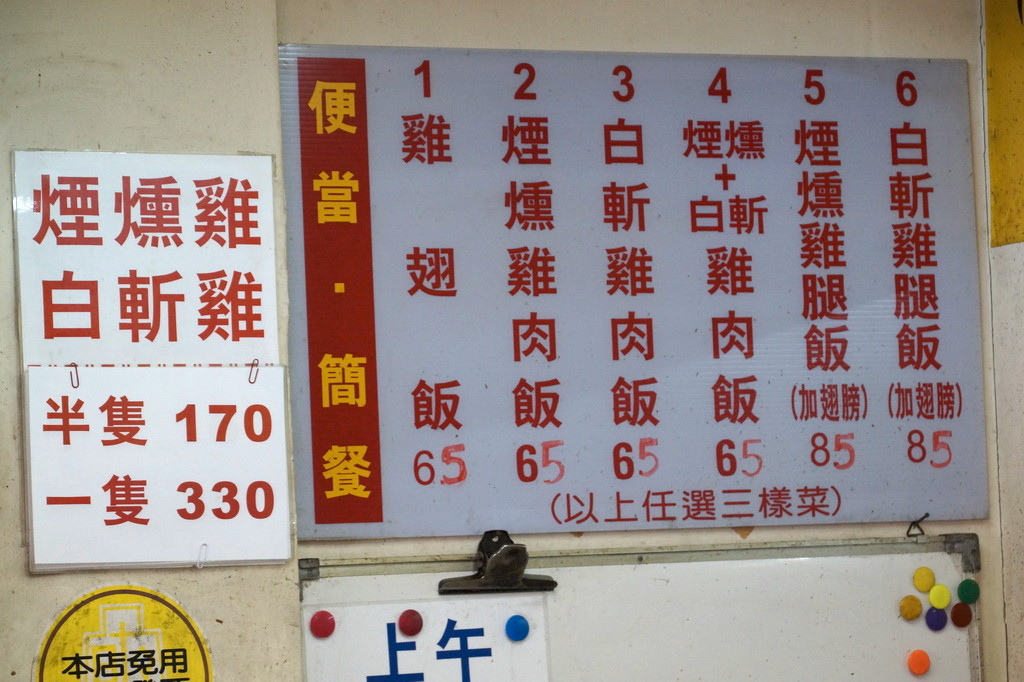 煙燻雞
白斬雞
半隻 170
一隻 330
本店免用
便當·簡餐
1 雞翅飯 65
2 煙燻雞肉飯 65
3 白斬雞肉飯 65
4 煙燻+白斬雞肉飯 65
5 煙燻雞腿飯(加翅膀) 85
6 白斬雞腿飯(加翅膀) 85
(以上任選三樣菜)
上午